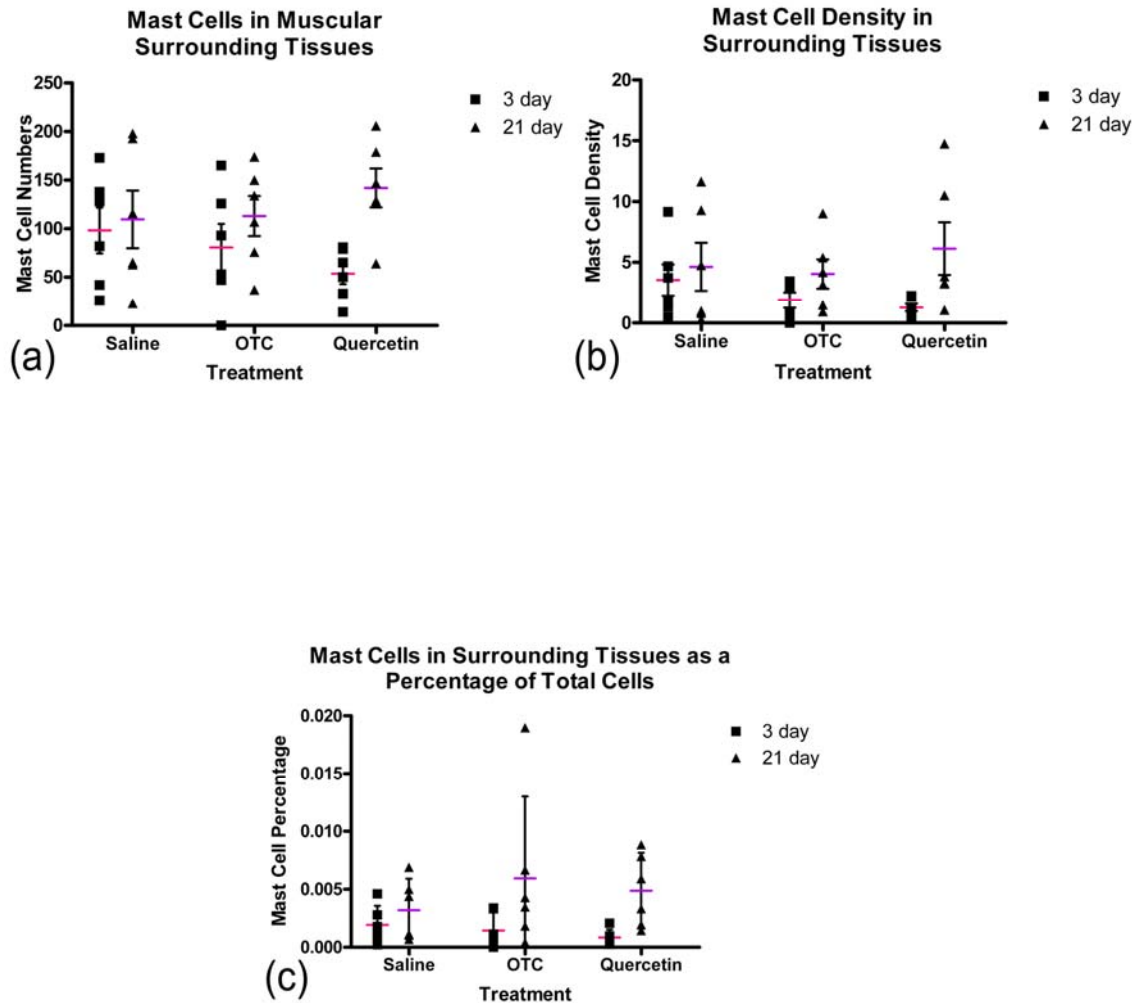 Mast Cells in Muscular
Surrounding Tissues
250
200
150
100
50
0
Mast Cell Numbers
Saline
OTC
Quercetin
Treatment
3 day
21 day
(a)
Mast Cell Density in
Surrounding Tissues
20
15
10
5
0
Mast Cell Density
Saline
OTC
Quercetin
Treatment
3 day
21 day
(b)
Mast Cells in Surrounding Tissues as a
Percentage of Total Cells
0.020
0.015
0.010
0.005
0.000
Mast Cell Percentage
Saline
OTC
Quercetin
Treatment
3 day
21 day
(c)